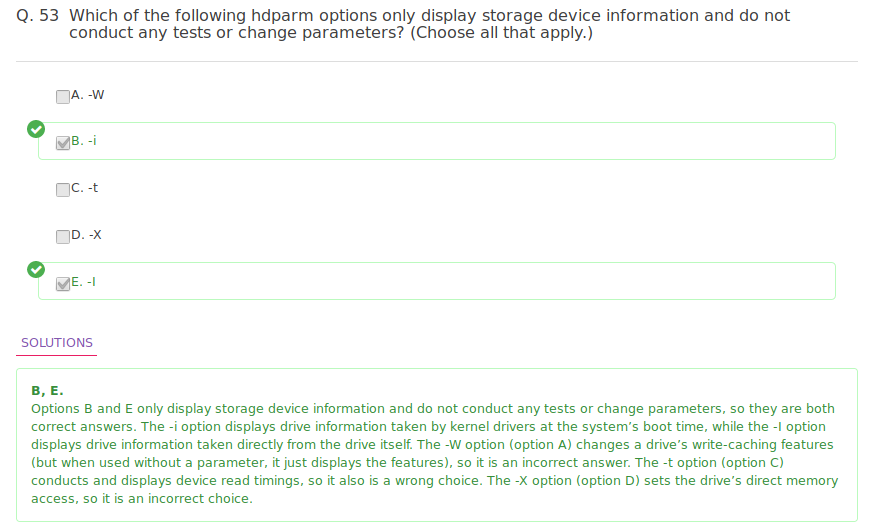 Q. 53 Which of the following hdparm options only display storage device information and do not
conduct any tests or change parameters? (Choose all that apply.)
A. -W
B. -i
C. -t
D. -X
E. -I
SOLUTIONS
B, E.
Options B and E only display storage device information and do not conduct any tests or change parameters, so they are both
correct answers. The -i option displays drive information taken by kernel drivers at the system’s boot time, while the -I option
displays drive information taken directly from the drive itself. The -W option (option A) changes a drive’s write-caching features
(but when used without a parameter, it just displays the features), so it is an incorrect answer. The -t option (option C)
conducts and displays device read timings, so it also is a wrong choice. The -X option (option D) sets the drive’s direct memory
access, so it is an incorrect choice.